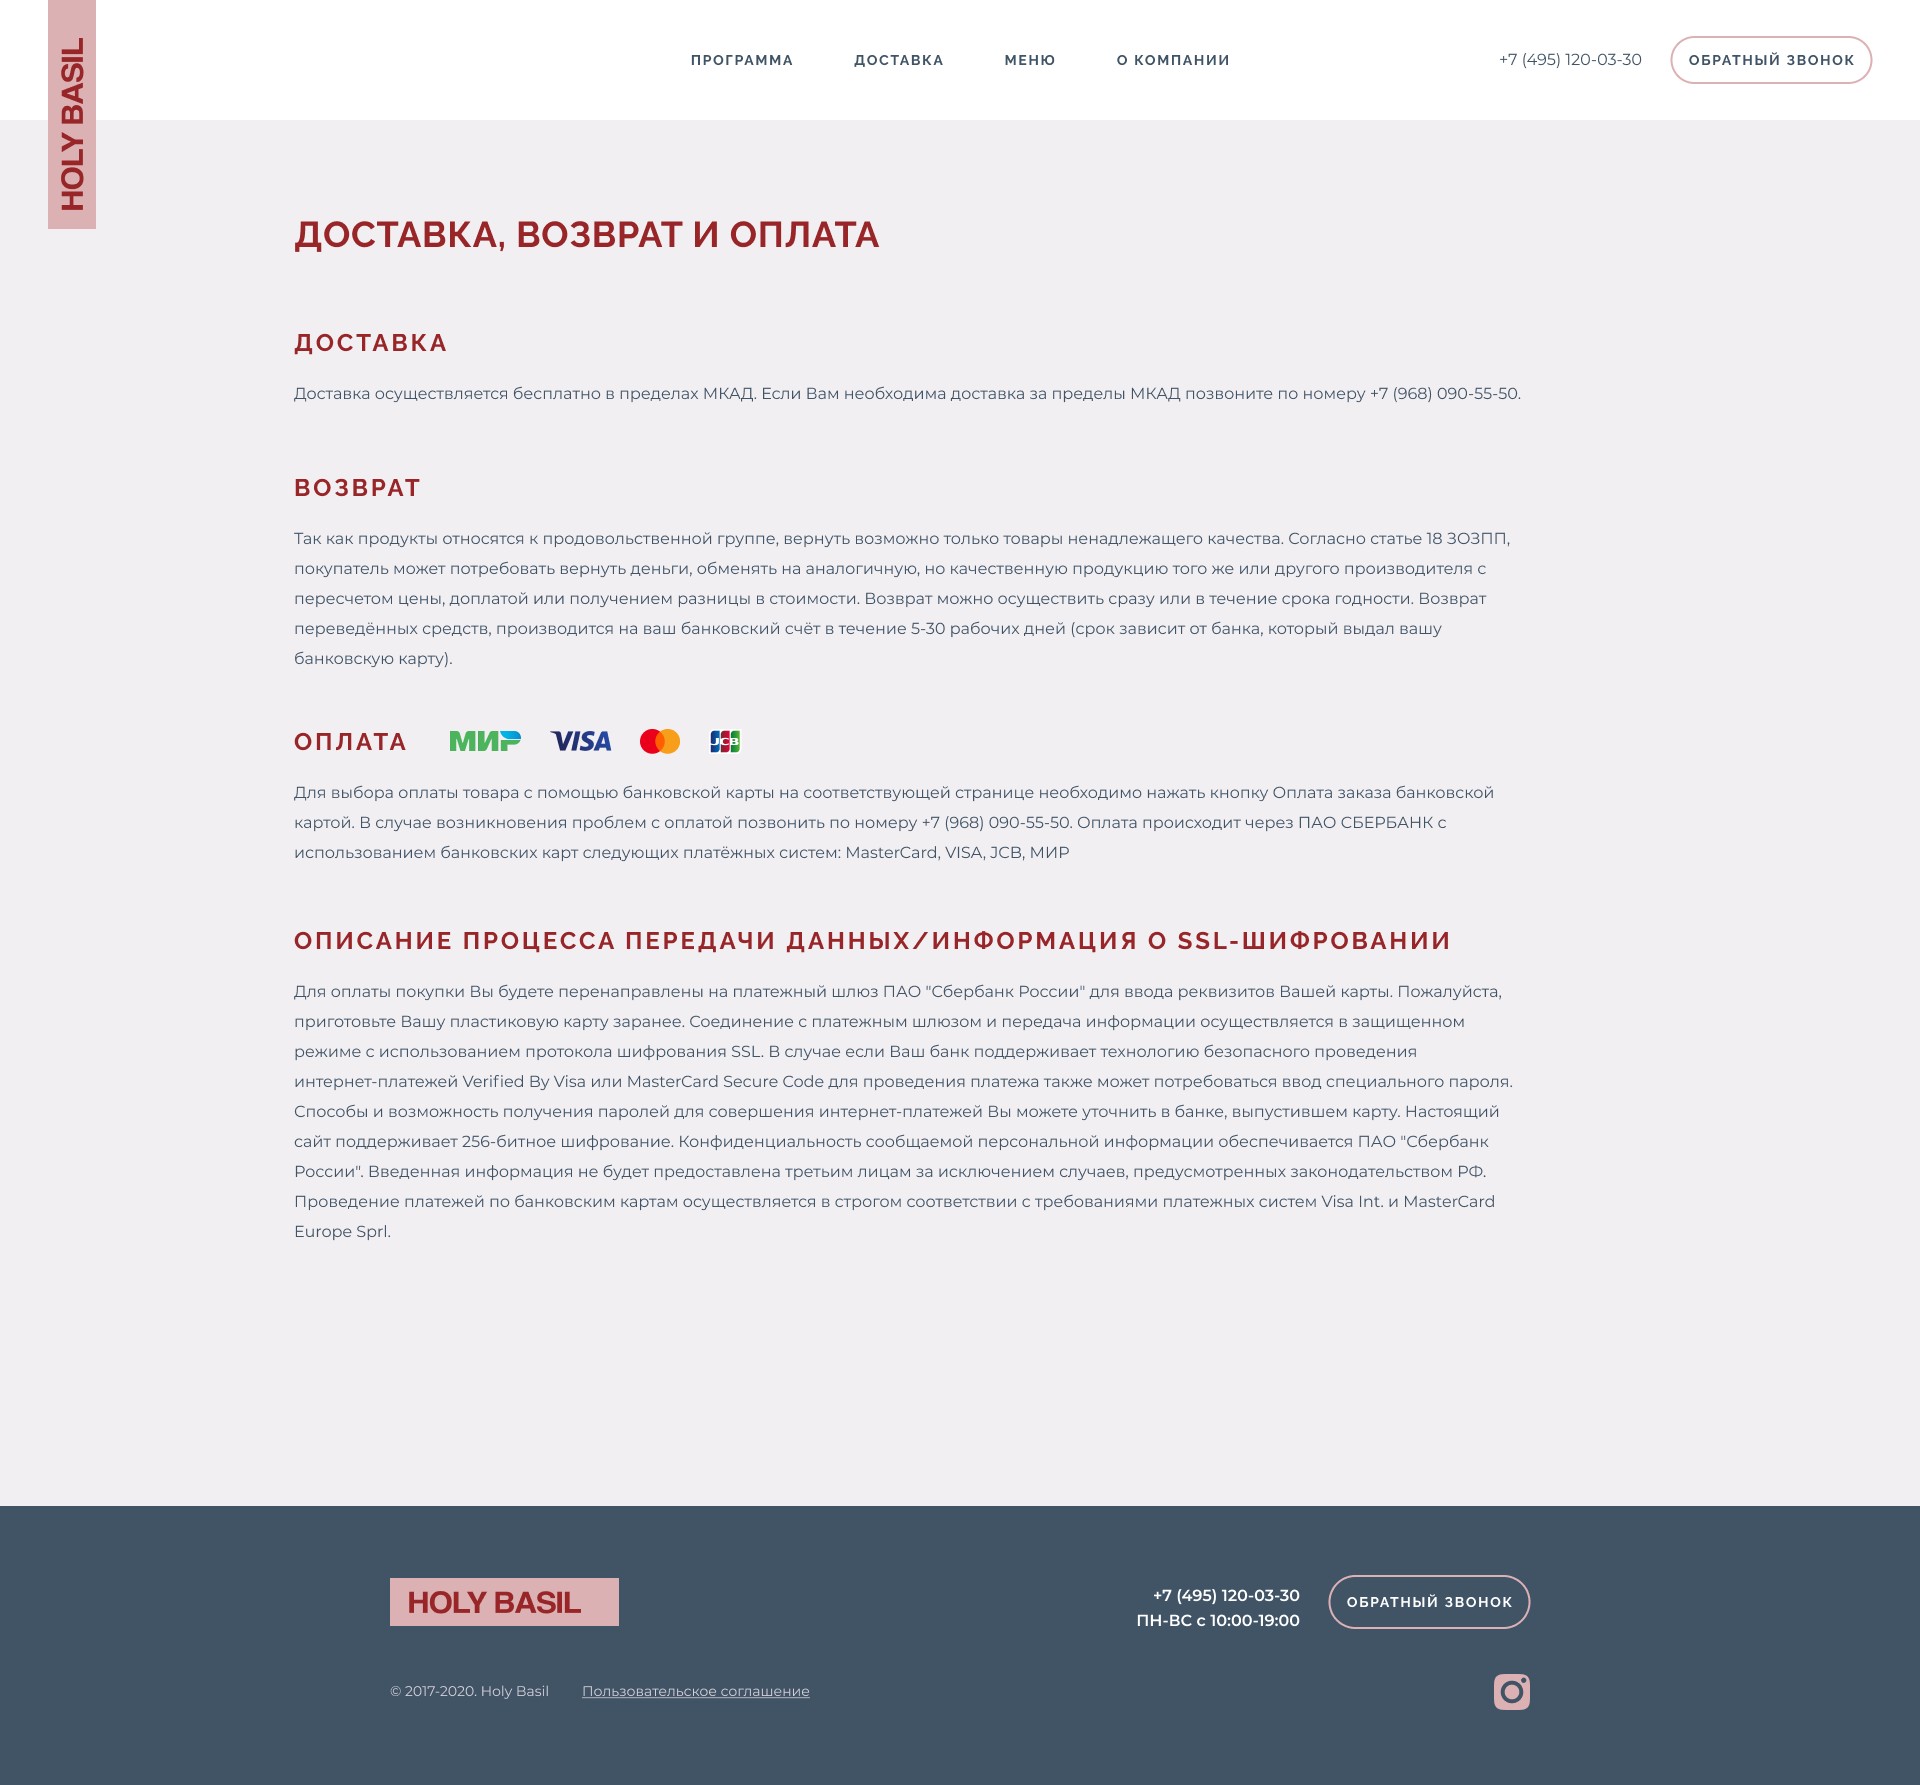 HOLY BASIL
ПРОГРАММА
ДОСТАВКА
МЕНЮ
О КОМПАНИИ
+7 (495) 120-03-30
ОБРАТНЫЙ ЗВОНОК
ДОСТАВКА, ВОЗВРАТ И ОПЛАТА
ДОСТАВКА
Доставка осуществляется бесплатно в пределах МКАД. Если Вам необходима доставка за пределы МКАД позвоните по номеру +7 (968) 090-55-50.
ВОЗВРАТ
Так как продукты относятся к продовольственной группе, вернуть возможно только товары ненадлежащего качества. Согласно статье 18 ЗОЗПП,
покупатель может потребовать вернуть деньги, обменять на аналогичную, но качественную продукцию того же или другого производителя с
пересчетом цены, доплатой или получением разницы в стоимости. Возврат можно осуществить сразу или в течение срока годности. Возврат
переведённых средств, производится на ваш банковский счёт в течение 5-30 рабочих дней (срок зависит от банка, который выдал вашу
банковскую карту).
ОПЛАТА МИР VISA JCB
Для выбора оплаты товара с помощью банковской карты на соответствующей странице необходимо нажать кнопку Оплата заказа банковской
картой. В случае возникновения проблем с оплатой позвонить по номеру +7 (968) 090-55-50. Оплата происходит через ПАО СБЕРБАНК с
использованием банковских карт следующих платёжных систем: MasterCard, VISA, JCB, МИР
ОПИСАНИЕ ПРОЦЕССА ПЕРЕДАЧИ ДАННЫХ/ИНФОРМАЦИЯ О SSL-ШИФРОВАНИИ
Для оплаты покупки Вы будете перенаправлены на платежный шлюз ПАО "Сбербанк России" для ввода реквизитов Вашей карты. Пожалуйста,
приготовьте Вашу пластиковую карту заранее. Соединение с платежным шлюзом и передача информации осуществляется в защищенном
режиме с использованием протокола шифрования SSL. В случае если Ваш банк поддерживает технологию безопасного проведения
интернет-платежей Verified By Visa или MasterCard Secure Code для проведения платежа также может потребоваться ввод специального пароля.
Способы и возможность получения паролей для совершения интернет-платежей Вы можете уточнить в банке, выпустившем карту. Настоящий
сайт поддерживает 256-битное шифрование. Конфиденциальность сообщаемой персональной информации обеспечивается ПАО "Сбербанк
России". Введенная информация не будет предоставлена третьим лицам за исключением случаев, предусмотренных законодательством РФ.
Проведение платежей по банковским картам осуществляется в строгом соответствии с требованиями платежных систем Visa Int. и MasterCard
Europe Sprl.
HOLY BASIL
+7 (495) 120-03-30
ПН-ВС с 10:00-19:00
ОБРАТНЫЙ ЗВОНОК
© 2017-2020. Holy Basil
Пользовательское соглашение